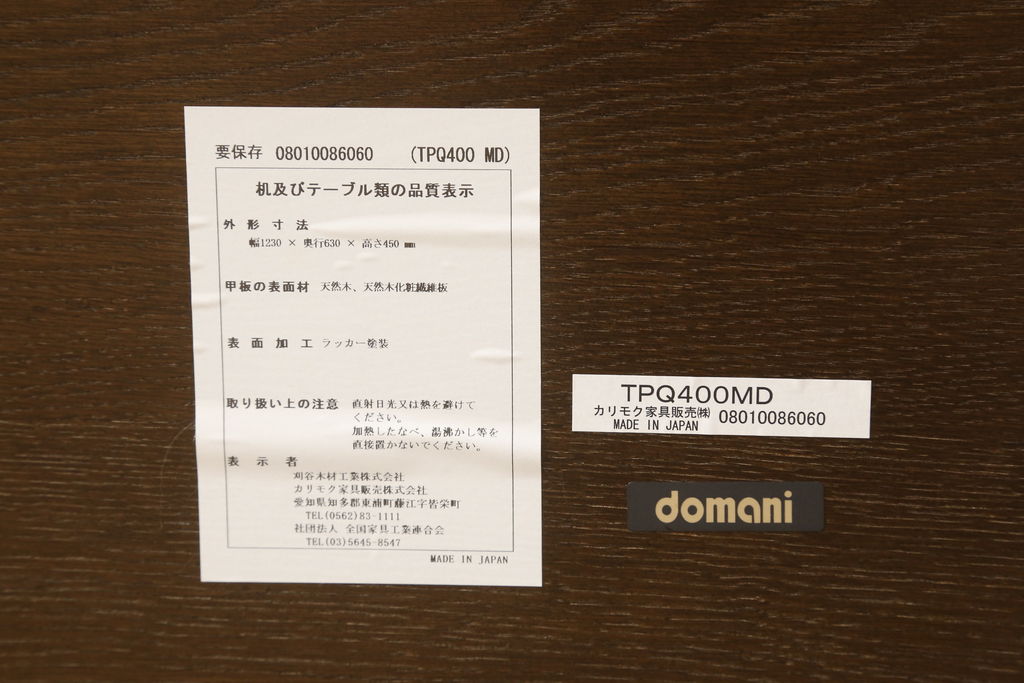 要保存 08010086060 (TPQ400 MD)
机及びテーブル類の品質表示
外形寸法
幅1230 × 奥行630 × 高さ450 mm
甲板の表面材 天然木、天然木化粧繊維板
表面加工 ラッカー塗装
取り扱い上の注意 直射日光又は熱を避けて
ください。
加熱したなべ、湯沸かし等を
直接置かないでください。
表示者
刈谷木材工業株式会社
カリモク家具販売株式会社
愛知県知多郡東浦町藤江字皆栄町
TEL(0562)83-1111
社団法人 全国家具工業連合会
TEL(03)5645-8547
MADE IN JAPAN
TPQ400MD
カリモク家具販売㈱ 08010086060
MADE IN JAPAN
domani